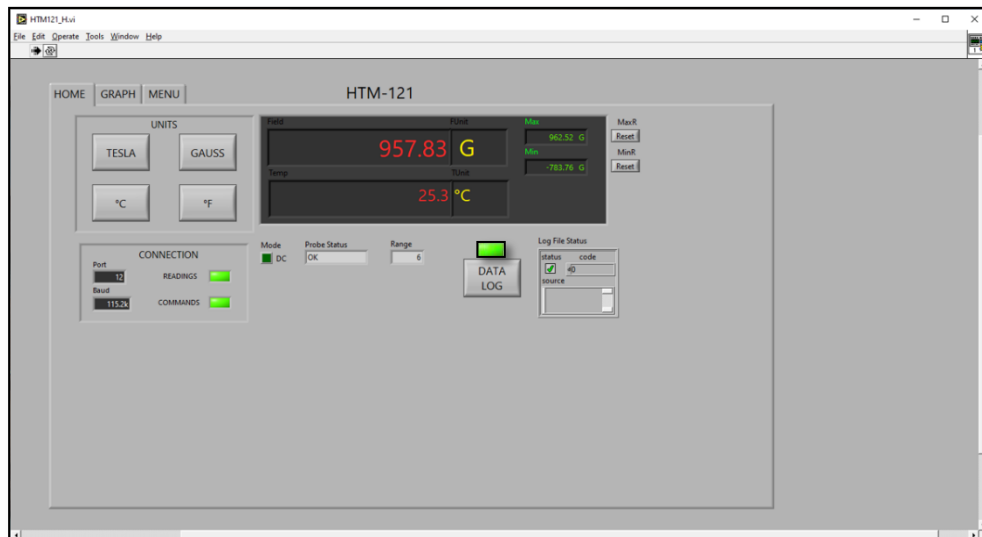 HTM121_H.vi
File Edit Operate Tools Window Help
HOME GRAPH MENU
HTM-121
UNITS
TESLA GAUSS
°C °F
Field FUnit
957.83 G
Temp TUnit
25.3 °C
Max
962.52 G
Min
-783.76 G
MaxR
Reset
MinR
Reset
CONNECTION
Port
12
READINGS
Baud
115.2k
COMMANDS
Mode
DC
Probe Status
OK
Range
6
DATA
LOG
Log File Status
status code
source